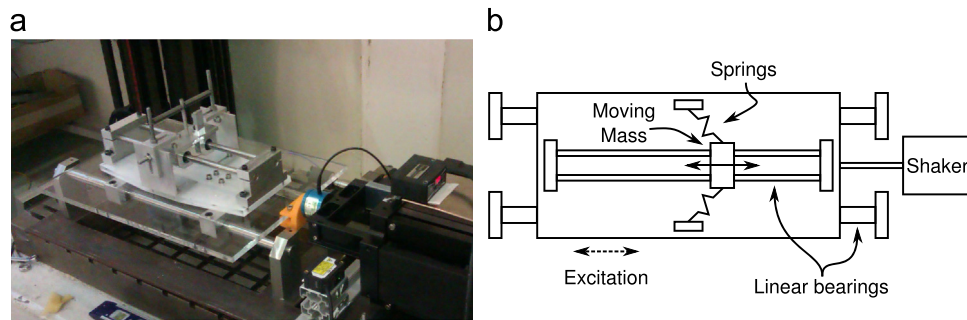 a
b
Springs
Moving
Mass
Shaker
Excitation
Linear bearings